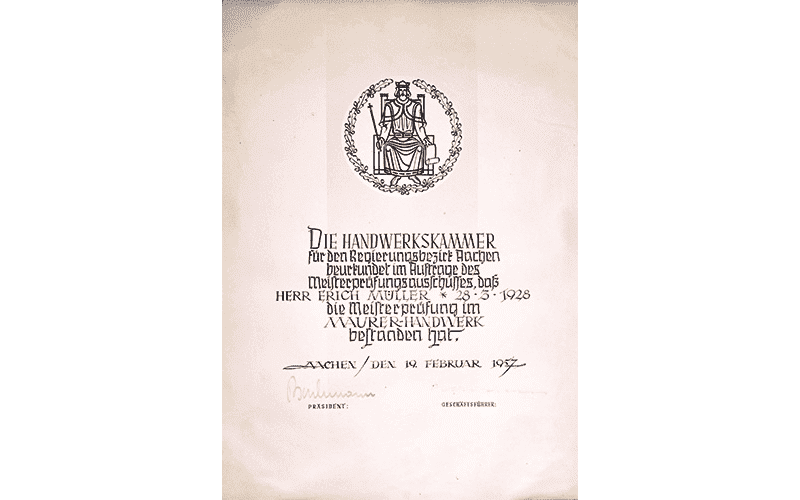 DIE HANDWERKSKAMMER
für den Regierungsbezirk Aachen
beurkundet im Auftrage des
Meisterprüfungsausschusses, daß
HERR ERICH MÜLLER * 28·3·1928
die Meisterprüfung im
MAURER-HANDWERK
bestanden hat.
AACHEN / DEN 19. FEBRUAR 1957
PRÄSIDENT: GESCHÄFTSFÜHRER: